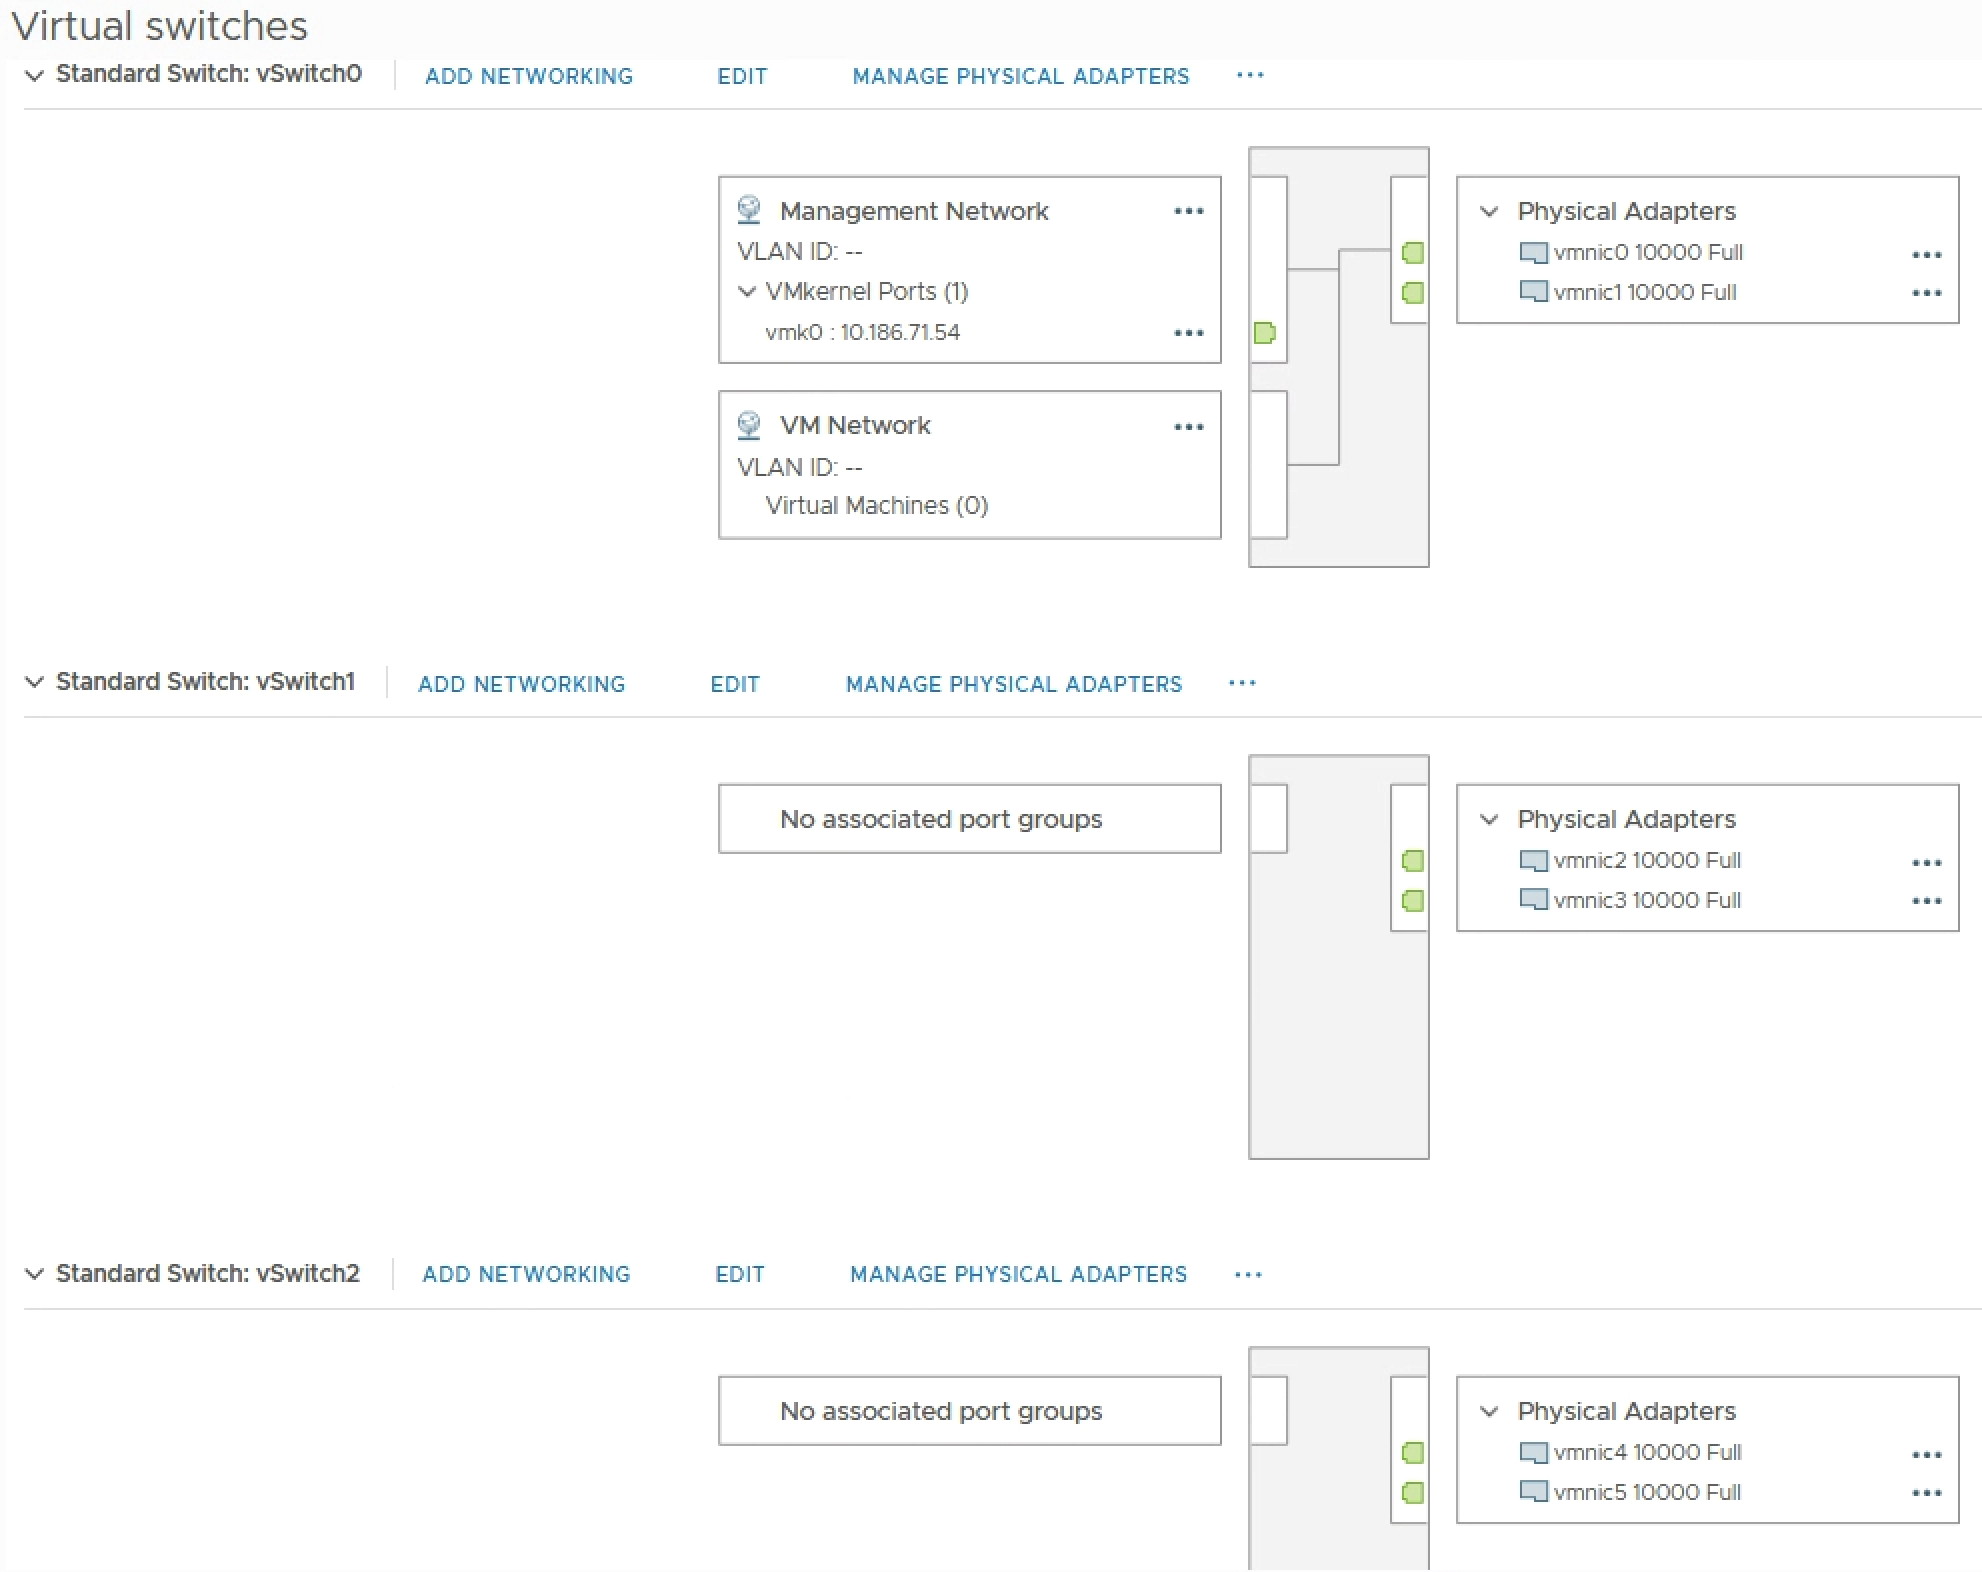 Virtual switches
Standard Switch: vSwitch0 ADD NETWORKING EDIT MANAGE PHYSICAL ADAPTERS ...
Management Network ...
VLAN ID: --
VMkernel Ports (1)
vmk0 : 10.186.71.54 ...
VM Network ...
VLAN ID: --
Virtual Machines (0)
Physical Adapters
vmnic0 10000 Full ...
vmnic1 10000 Full ...
Standard Switch: vSwitch1 ADD NETWORKING EDIT MANAGE PHYSICAL ADAPTERS ...
No associated port groups
Physical Adapters
vmnic2 10000 Full ...
vmnic3 10000 Full ...
Standard Switch: vSwitch2 ADD NETWORKING EDIT MANAGE PHYSICAL ADAPTERS ...
No associated port groups
Physical Adapters
vmnic4 10000 Full ...
vmnic5 10000 Full ...